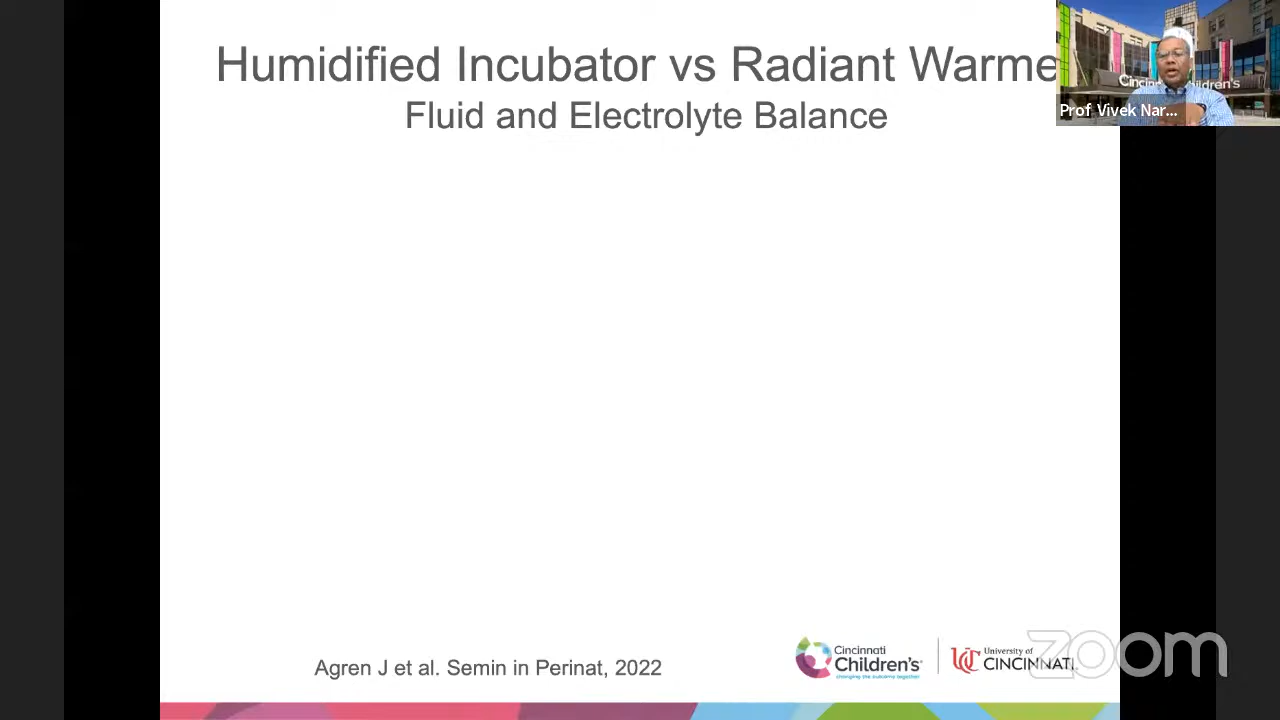 Humidified Incubator vs Radiant Warme
Fluid and Electrolyte Balance
Prof Vivek Nar...
Agren J et al. Semin in Perinat, 2022
Cincinnati
Children's
changing the outcome together
University of
CINCINNATI
zoom